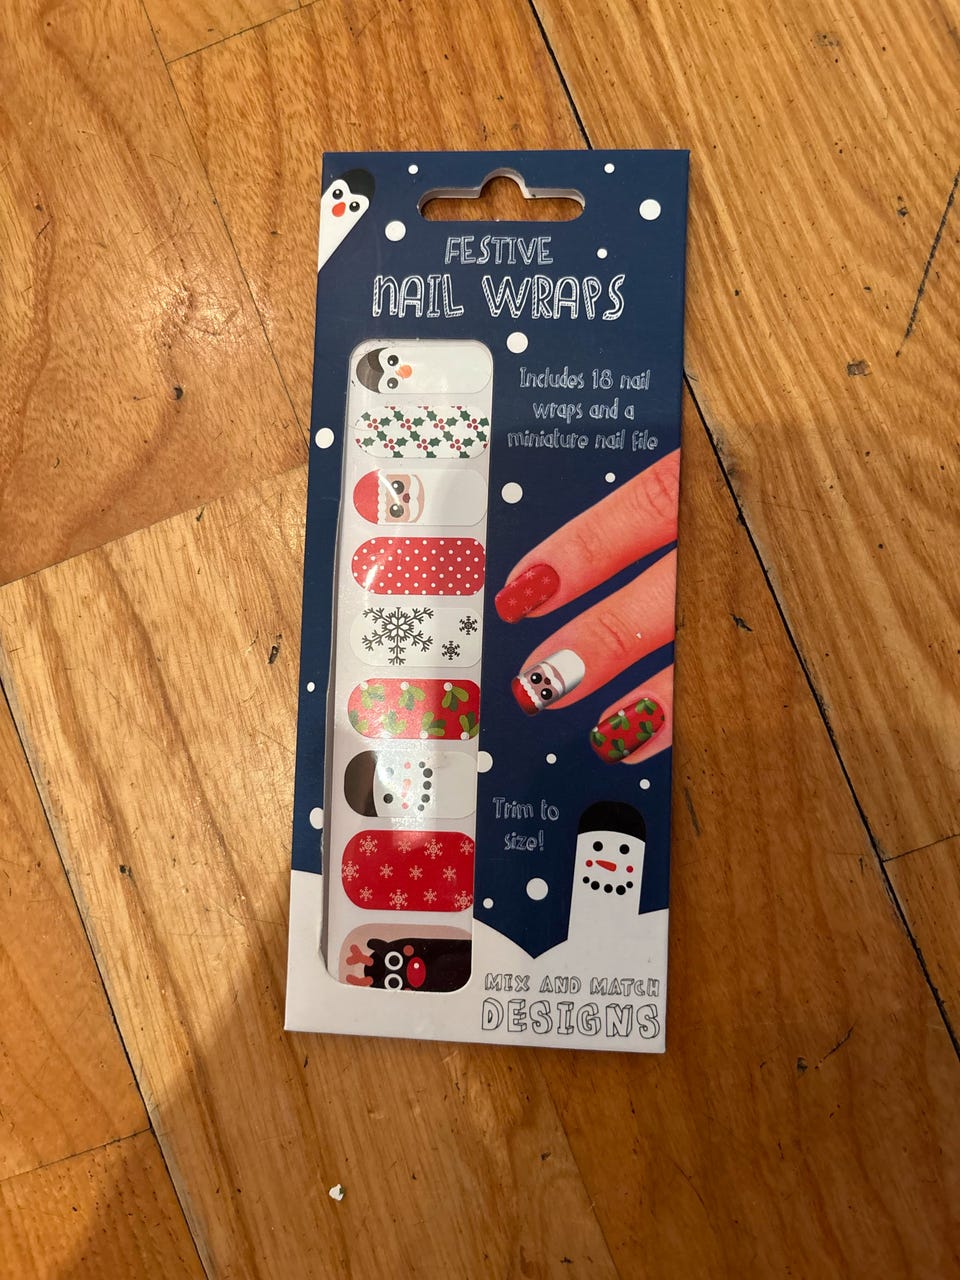 FESTIVE
NAIL WRAPS
Includes 18 nail
wraps and a
miniature nail file
Trim to
size!
MIX AND MATCH
DESIGNS